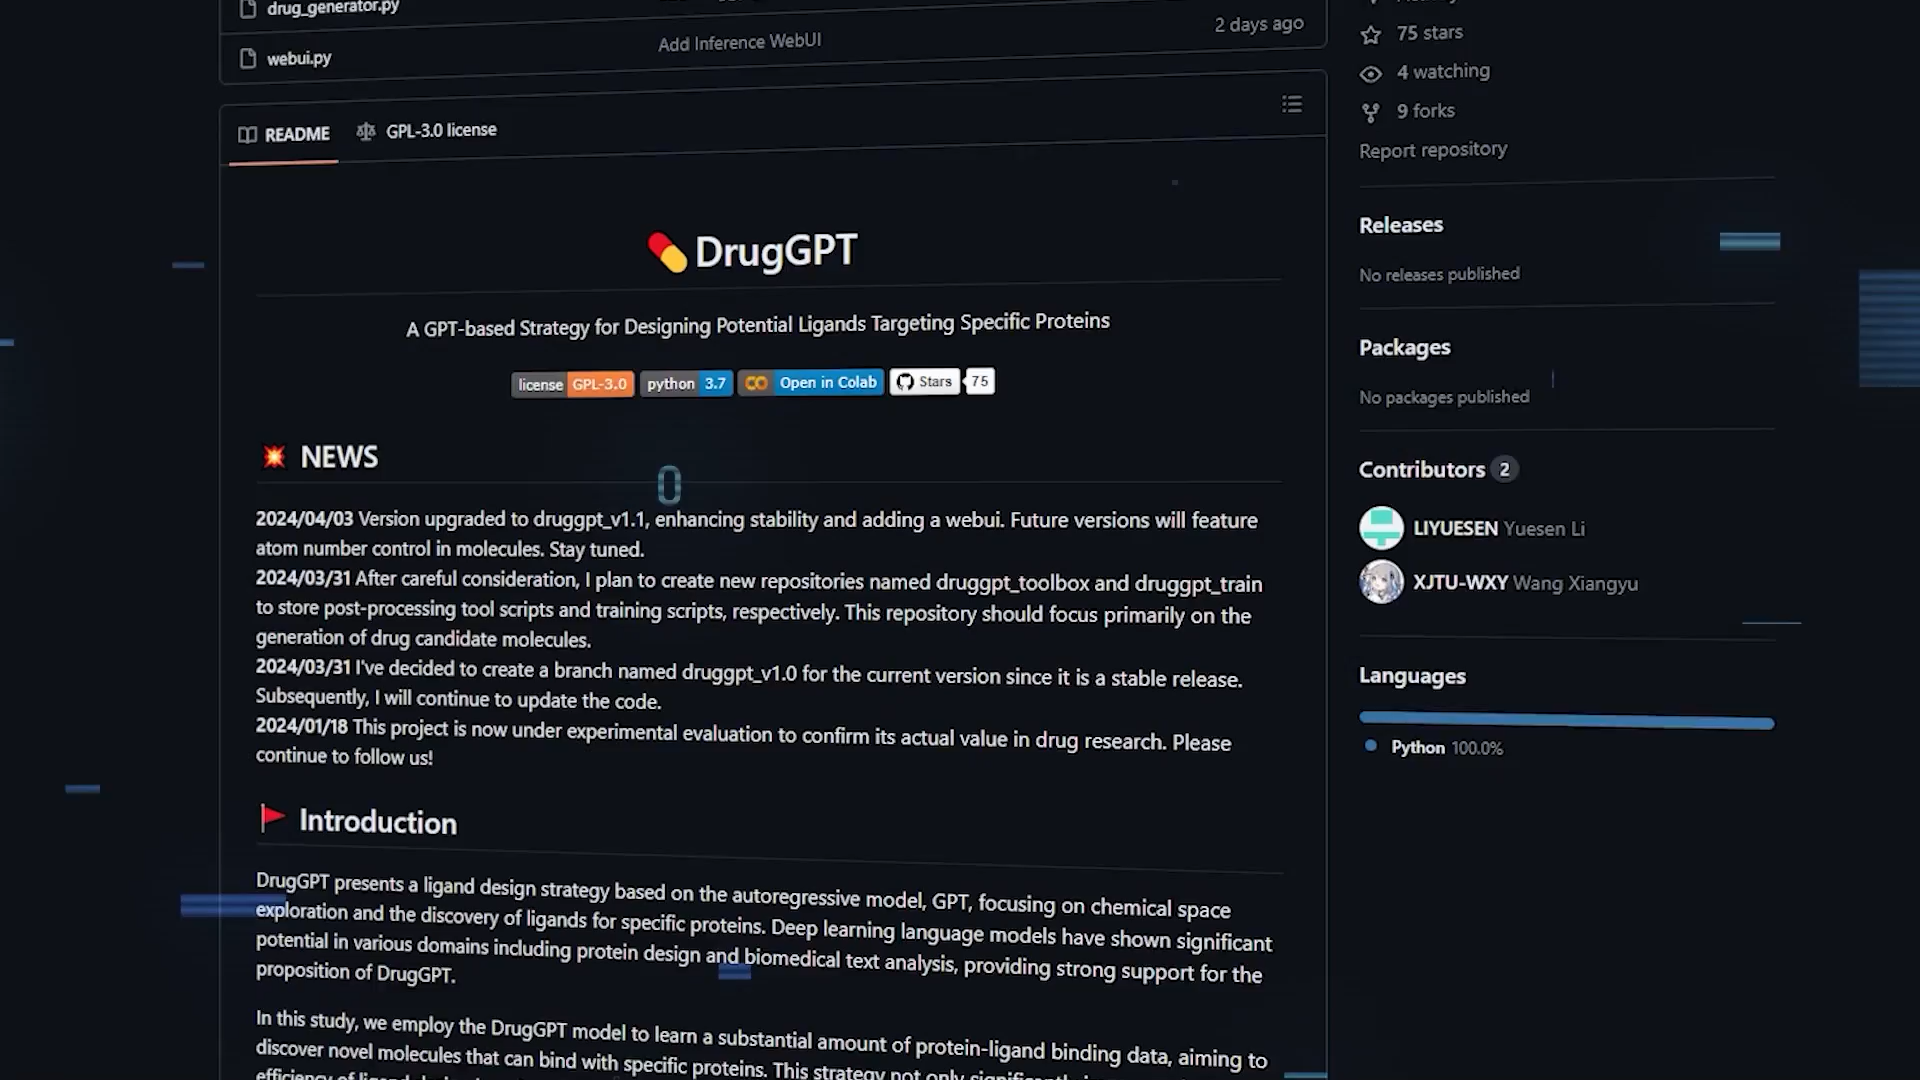 drug_generator.py
webui.py
Add Inference WebUI
2 days ago
README
GPL-3.0 license
DrugGPT
A GPT-based Strategy for Designing Potential Ligands Targeting Specific Proteins
license GPL-3.0 python 3.7 Open in Colab Stars 75
NEWS
0
2024/04/03 Version upgraded to druggpt_v1.1, enhancing stability and adding a webui. Future versions will feature
atom number control in molecules. Stay tuned.
2024/03/31 After careful consideration, I plan to create new repositories named druggpt_toolbox and druggpt_train
to store post-processing tool scripts and training scripts, respectively. This repository should focus primarily on the
generation of drug candidate molecules.
2024/03/31 I've decided to create a branch named druggpt_v1.0 for the current version since it is a stable release.
Subsequently, I will continue to update the code.
2024/01/18 This project is now under experimental evaluation to confirm its actual value in drug research. Please
continue to follow us!
Introduction
DrugGPT presents a ligand design strategy based on the autoregressive model, GPT, focusing on chemical space
exploration and the discovery of ligands for specific proteins. Deep learning language models have shown significant
potential in various domains including protein design and biomedical text analysis, providing strong support for the
proposition of DrugGPT.
In this study, we employ the DrugGPT model to learn a substantial amount of protein-ligand binding data, aiming to
discover novel molecules that can bind with specific proteins. This strategy not only
75 stars
4 watching
9 forks
Report repository
Releases
No releases published
Packages
No packages published
Contributors 2
LIYUESEN Yuesen Li
XJTU-WXY Wang Xiangyu
Languages
Python 100.0%